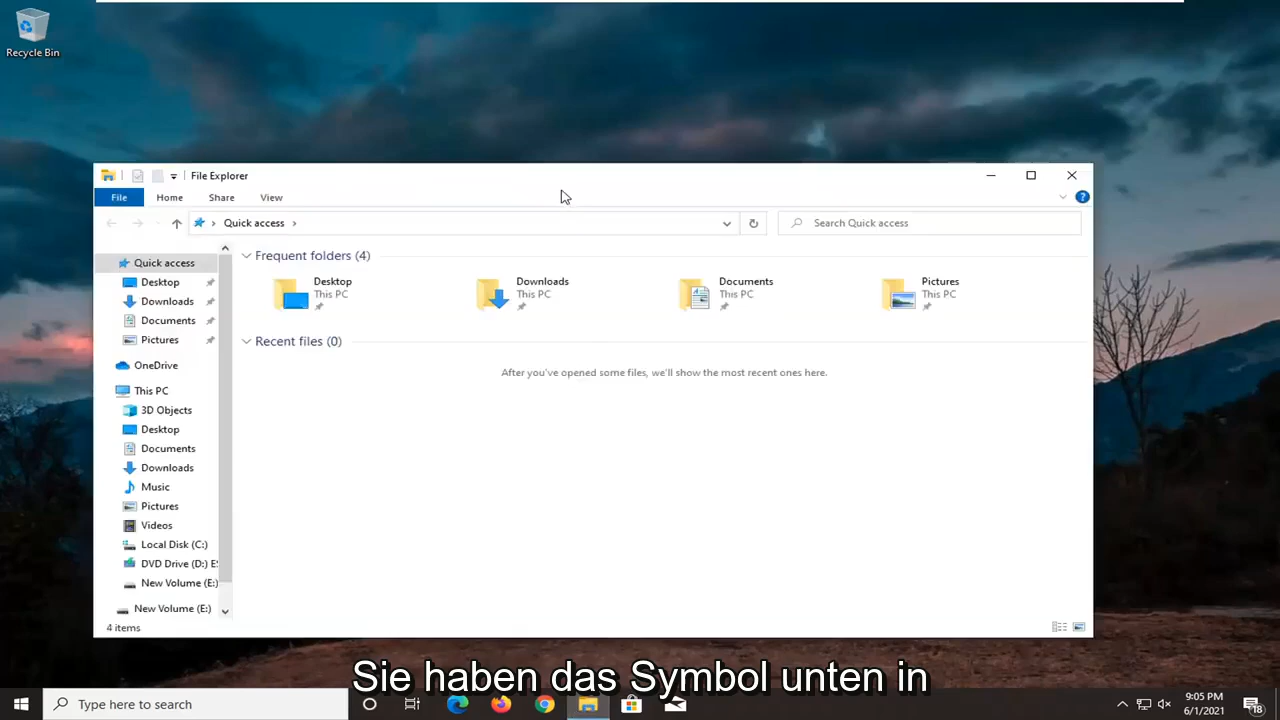 Recycle Bin
File Explorer
File Home Share View
Quick access
Search Quick access
Quick access
Desktop
Downloads
Documents
Pictures
OneDrive
This PC
3D Objects
Desktop
Documents
Downloads
Music
Pictures
Videos
Local Disk (C:)
DVD Drive (D:) E
New Volume (E:)
New Volume (E:)
Frequent folders (4)
Desktop
This PC
Downloads
This PC
Documents
This PC
Pictures
This PC
Recent files (0)
After you've opened some files, we'll show the most recent ones here.
4 items
Sie haben das Symbol unten in
Type here to search
9:05 PM
6/1/2021
18